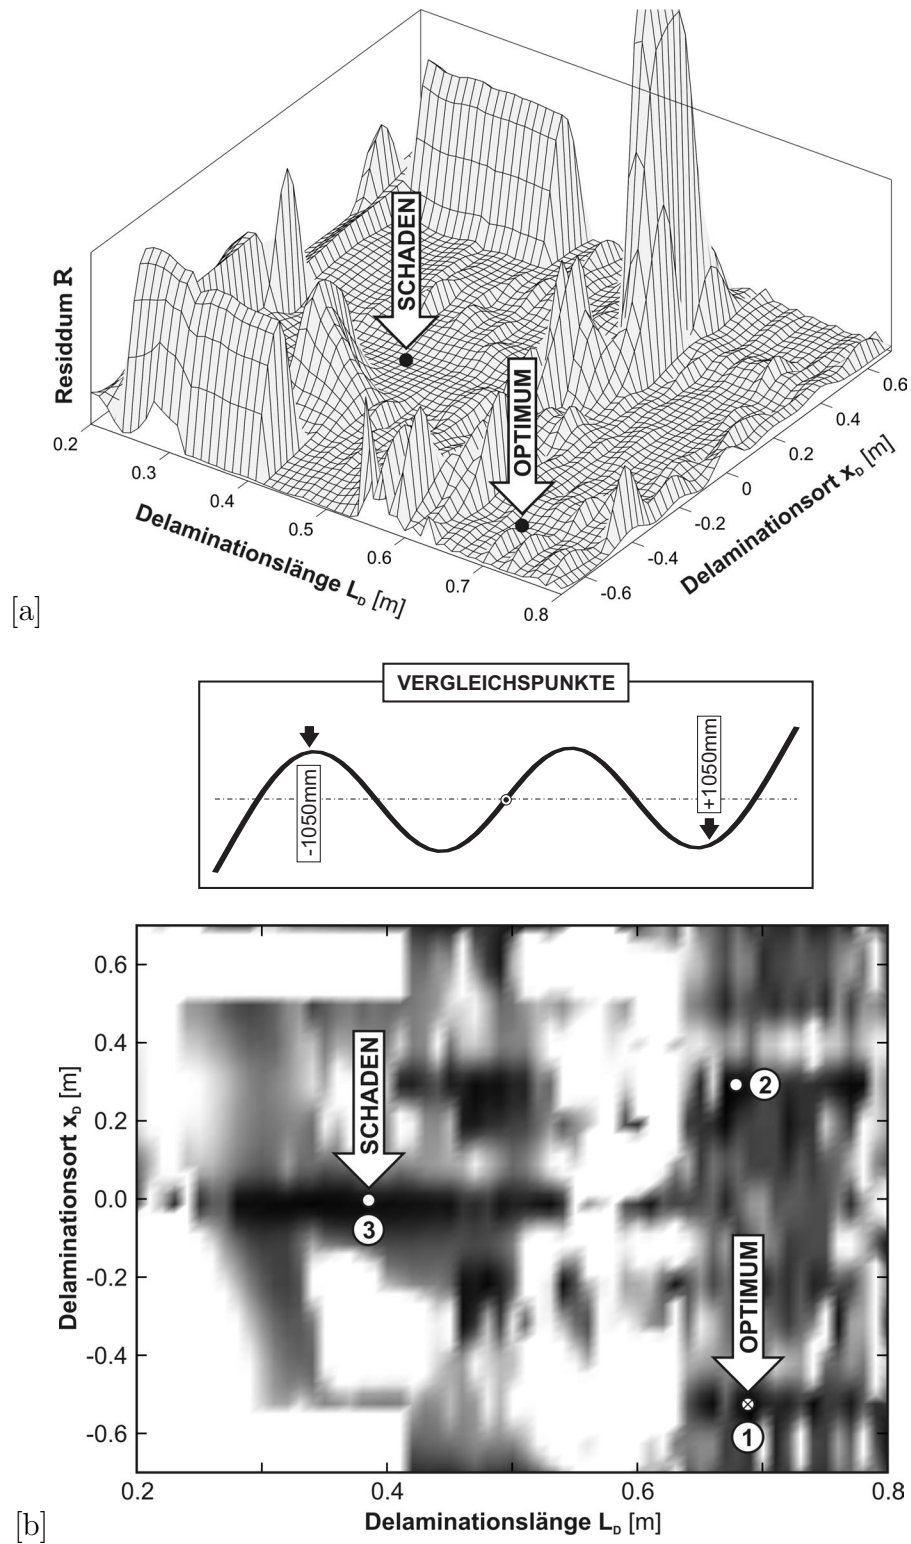 Residdum R
SCHADEN
OPTIMUM
0.2
0.3
0.4
0.5
0.6
0.7
0.8
Delaminationslänge L_D [m]
-0.6
-0.4
-0.2
0
0.2
0.4
0.6
Delaminationsort x_D [m]
[a]
VERGLEICHSPUNKTE
-1050mm
+1050mm
0.6
0.4
0.2
0.0
-0.2
-0.4
-0.6
Delaminationsort x_D [m]
SCHADEN
3
2
OPTIMUM
1
0.2
0.4
0.6
0.8
Delaminationslänge L_D [m]
[b]